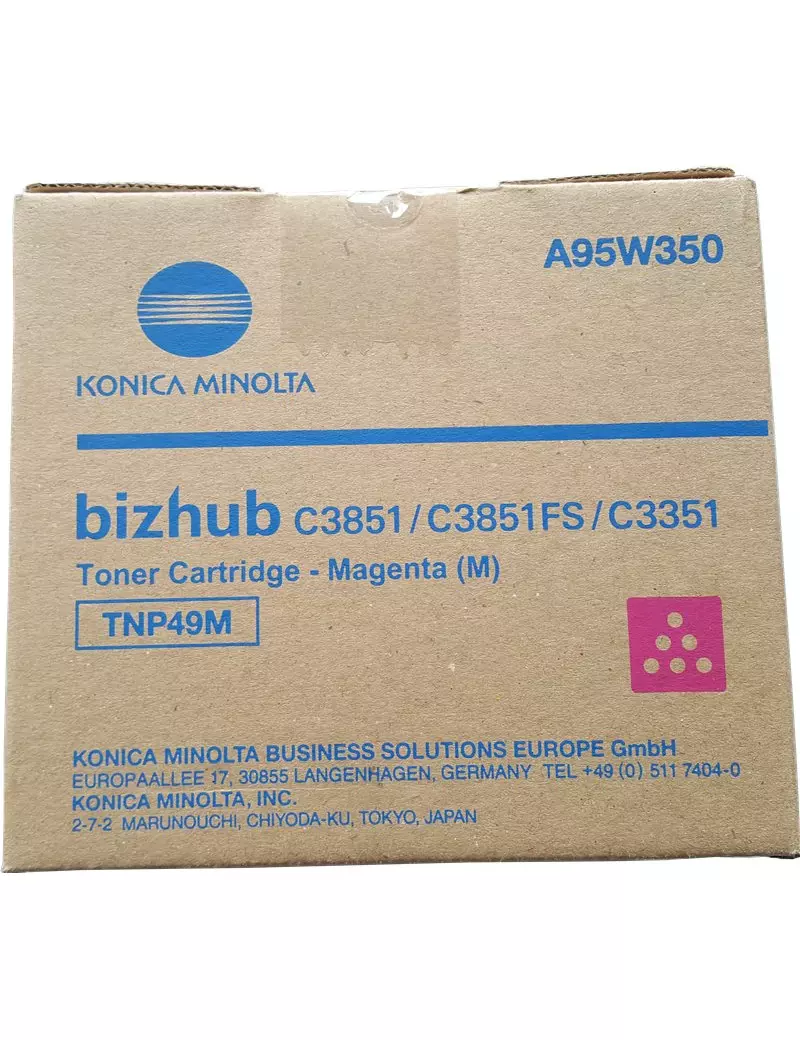 A95W350
KONICA MINOLTA
bizhub C3851/C3851FS/C3351
Toner Cartridge - Magenta (M)
TNP49M
KONICA MINOLTA BUSINESS SOLUTIONS EUROPE GmbH
EUROPAALLEE 17, 30855 LANGENHAGEN, GERMANY TEL +49 (0) 511 7404-0
KONICA MINOLTA, INC.
2-7-2 MARUNOUCHI, CHIYODA-KU, TOKYO, JAPAN